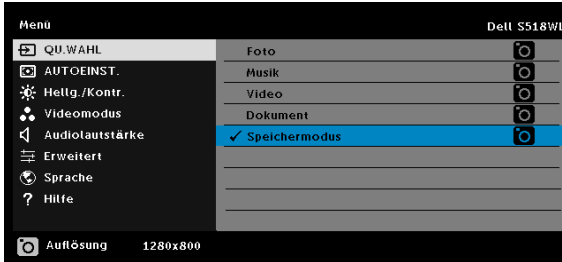 Menü
Dell S518WL
QU.WAHL
AUTOEINST.
Hellg./Kontr.
Videomodus
Audiolautstärke
Erweitert
Sprache
Hilfe
Foto
Musik
Video
Dokument
Speichermodus
Auflösung 1280x800